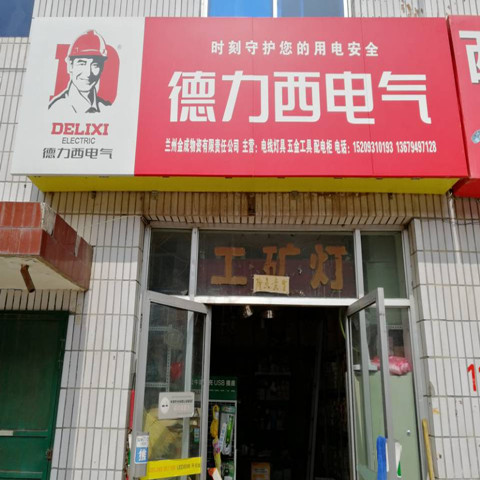 时刻守护您的用电安全
德力西电气
DELIXI
ELECTRIC
德力西电气
兰州金成物资有限责任公司 主营：电线灯具 五金工具 配电柜 电话：15209310193 13679497128
工矿灯